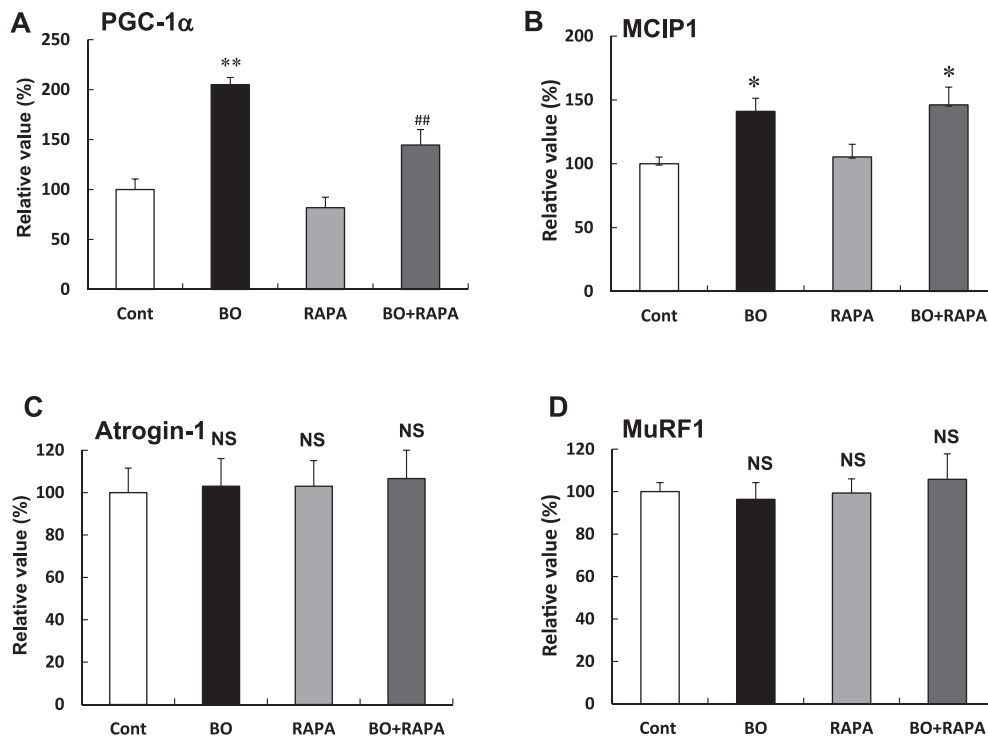 A PGC-1α
Relative value (%)
250
200
150
100
50
0
**
##
Cont BO RAPA BO+RAPA
B MCIP1
Relative value (%)
200
150
100
50
0
*
*
Cont BO RAPA BO+RAPA
C Atrogin-1
Relative value (%)
120
100
80
60
40
20
0
NS NS NS
Cont BO RAPA BO+RAPA
D MuRF1
Relative value (%)
120
100
80
60
40
20
0
NS NS NS
Cont BO RAPA BO+RAPA